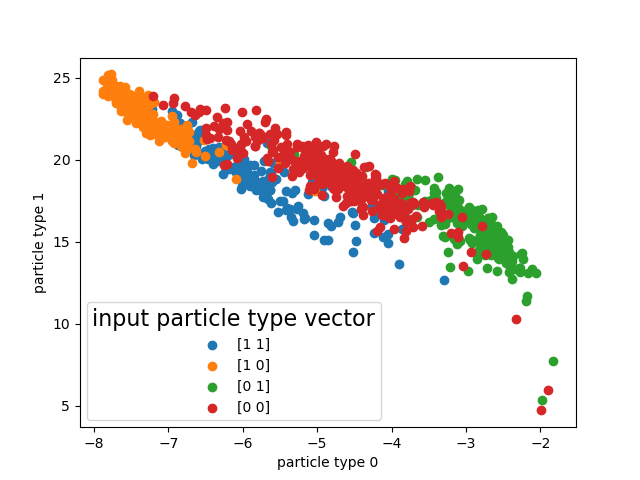 25
20
15
10
5
particle type 1
input particle type vector
[1 1]
[1 0]
[0 1]
[0 0]
−8 −7 −6 −5 −4 −3 −2
particle type 0